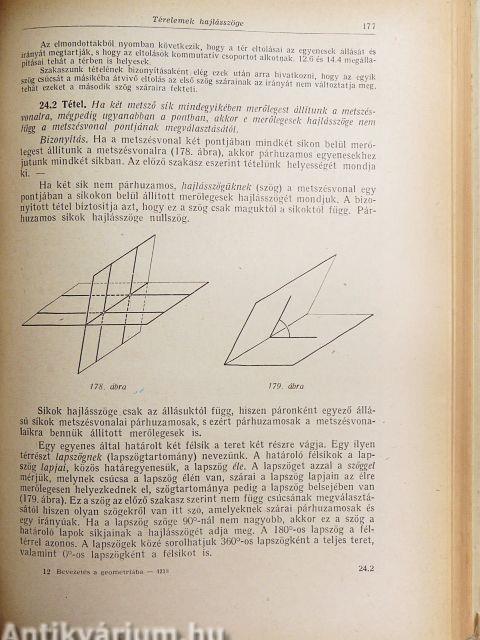 Térelemek hajlásszöge
177
Az elmondottakból nyomban következik, hogy a tér eltolásai az egyenesek állását és
irányát megtartják, s hogy az eltolások kommutatív csoportot alkotnak. 12.6 és 14.4 megálla-
pításai tehát a térben is helyesek.
Szakaszunk tételének bizonyításaként elég ezek után arra hivatkozni, hogy az egyik
szög csúcsát a másikéba átvivő eltolás az első szög szárainak az irányát nem változtatja meg,
tehát ezeket a második szög száraira fekteti.
24.2 Tétel. Ha két metsző sík mindegyikében merőlegest állítunk a metszés-
vonalra, mégpedig ugyanabban a pontban, akkor e merőlegesek hajlásszöge nem
függ a metszésvonal pontjának megválasztásától.
Bizonyítás. Ha a metszésvonal két pontjában mindkét síkon belül merő-
legest állítunk a metszésvonalra (178. ábra), akkor párhuzamos egyenesekhez
jutunk mindkét síkban. Az előző szakasz eszerint tételünk helyességét mondja
ki. —
Ha két sík nem párhuzamos, hajlásszögüknek (szög) a metszésvonal egy
pontjában a síkokon belül állított merőlegesek hajlásszögét mondjuk. A bizo-
nyított tétel biztosítja azt, hogy ez a szög csak maguktól a síkoktól függ. Pár-
huzamos síkok hajlásszöge nullszög.
178. ábra
179. ábra
Síkok hajlásszöge csak az állásuktól függ, hiszen páronként egyező állá-
sú síkok metszésvonalai párhuzamosak, s ezért párhuzamosak a metszésvona-
laikra bennük állított merőlegesek is.
Egy egyenes által határolt két félsík a teret két részre vágja. Egy ilyen
térrészt lapszögnek (lapszögtartomány) nevezünk. A határoló félsíkok a lap-
szög lapjai, közös határegyenesük, a lapszög éle. A lapszöget azzal a szöggel
mérjük, melynek csúcsa a lapszög élén van, szárai a lapszög lapjain az élre
merőlegesen helyezkednek el, szögtartománya pedig a lapszög belsejében van
(179. ábra). Ez a szög az előző szakasz szerint nem függ csúcsának megválasztá-
sától hiszen olyan szögekről van itt szó, amelyeknek szárai párhuzamosak és
egy irányúak. Ha a lapszög szöge 90°-nál nem nagyobb, akkor ez a szög a
határoló lapok síkjainak a hajlásszögét adja meg. A 180°-os lapszög a fél-
térrel azonos. A lapszögek közé sorolhatjuk 360°-os lapszögként a teljes teret,
valamint 0°-os lapszögként a félsíkot is.
12 Bevezetés a geometriába — 4213
24.2
Antikvárium.hu